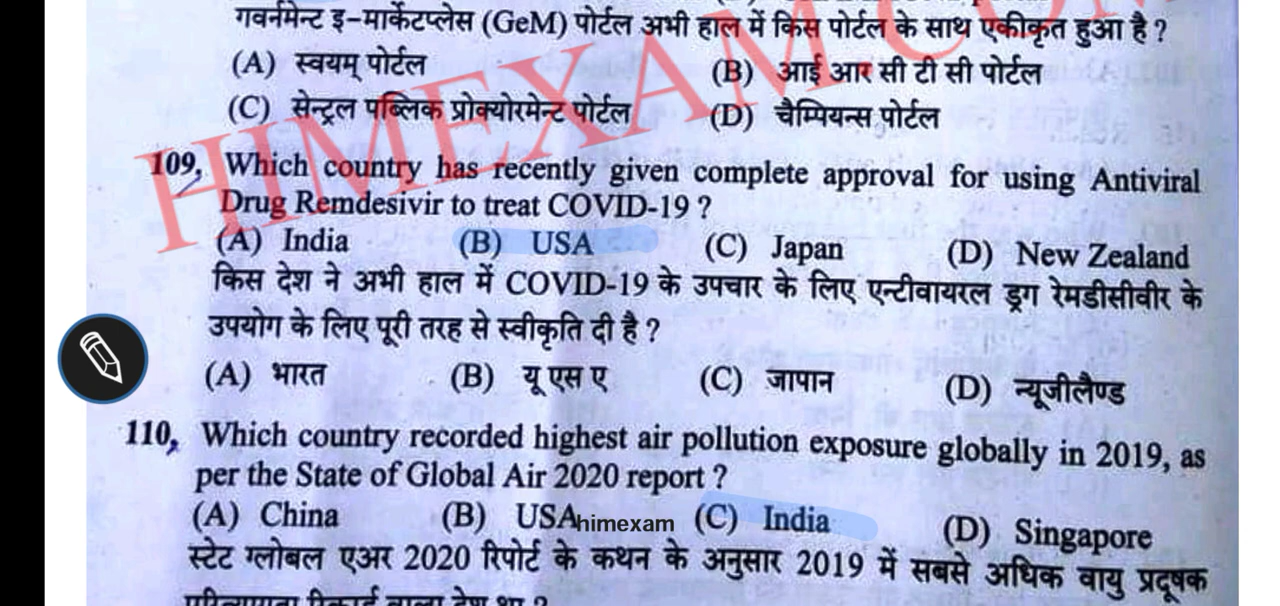 गवर्नमेन्ट इ-मार्केटप्लेस (GeM) पोर्टल अभी हाल में किस पोर्टल के साथ एकीकृत हुआ है ?
(A) स्वयम् पोर्टल (B) आई आर सी टी सी पोर्टल
(C) सेन्ट्रल पब्लिक प्रोक्योरमेन्ट पोर्टल (D) चैम्पियन्स पोर्टल
HIMEXAM.COM
109, Which country has recently given complete approval for using Antiviral
Drug Remdesivir to treat COVID-19 ?
(A) India (B) USA (C) Japan (D) New Zealand
किस देश ने अभी हाल में COVID-19 के उपचार के लिए एन्टीवायरल ड्रग रेमडीसीवीर के
उपयोग के लिए पूरी तरह से स्वीकृति दी है ?
(A) भारत (B) यू एस ए (C) जापान (D) न्यूजीलैण्ड
110, Which country recorded highest air pollution exposure globally in 2019, as
per the State of Global Air 2020 report ?
(A) China (B) USA (C) India (D) Singapore
himexam
स्टेट ग्लोबल एअर 2020 रिपोर्ट के कथन के अनुसार 2019 में सबसे अधिक वायु प्रदूषक
रिकार्ड वाला देश था ?